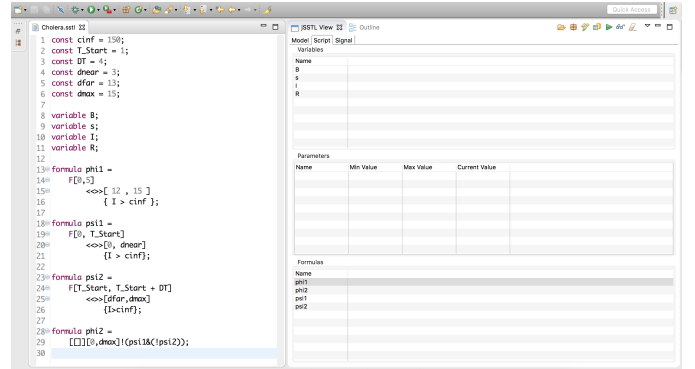 Quick Access
Cholera.sstl
1 const cinf = 150;
2 const T_Start = 1;
3 const DT = 4;
4 const dnear = 3;
5 const dfar = 13;
6 const dmax = 15;
7
8 variable B;
9 variable s;
10 variable I;
11 variable R;
12
13 formula phi1 =
14 F[0,5]
15 <<>>[ 12 , 15 ]
16 { I > cinf };
17
18 formula psi1 =
19 F[0, T_Start]
20 <<>>[0, dnear]
21 {I > cinf};
22
23 formula psi2 =
24 F[T_Start, T_Start + DT]
25 <<>>[dfar,dmax]
26 {I>cinf};
27
28 formula phi2 =
29 [[]][0,dmax]!(psi1&(!psi2));
30
jSSTL View Outline
Model Script Signal
Variables
Name
B
s
I
R
Parameters
Name Min Value Max Value Current Value
Formulas
Name
phi1
phi2
psi1
psi2